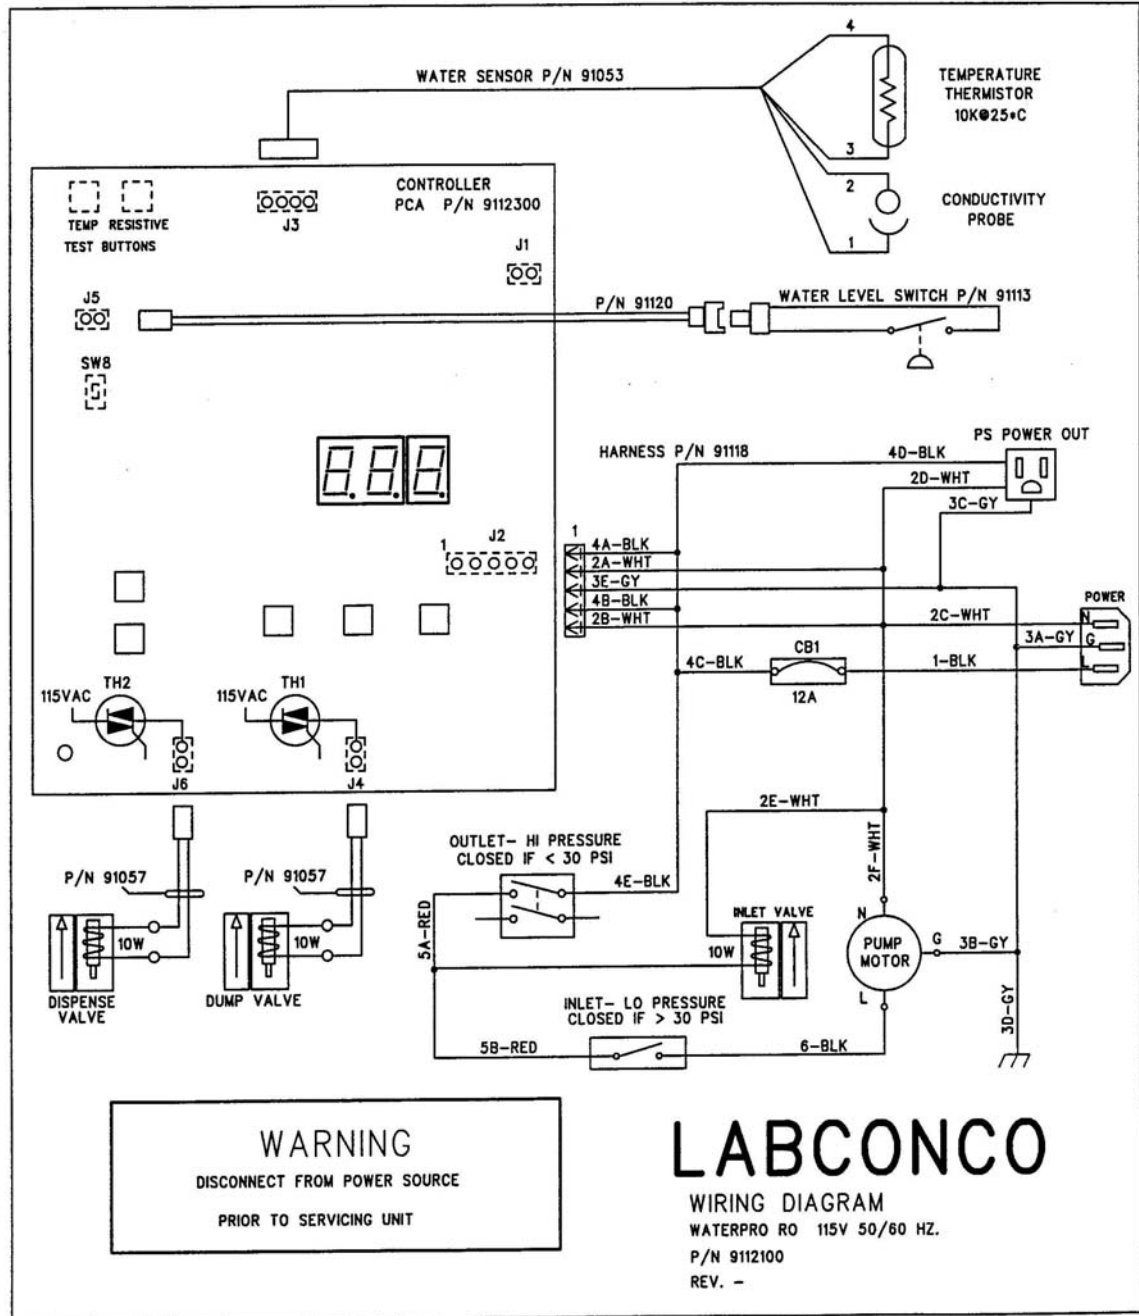 4
WATER SENSOR P/N 91053
TEMPERATURE
THERMISTOR
10K@25°C
3
2
CONDUCTIVITY
PROBE
1
CONTROLLER
PCA P/N 9112300
TEMP RESISTIVE
TEST BUTTONS
J3
J1
J5
P/N 91120
WATER LEVEL SWITCH P/N 91113
SW8
PS POWER OUT
HARNESS P/N 91118
4D-BLK
2D-WHT
3C-GY
1 J2
1
4A-BLK
2A-WHT
3E-GY
4B-BLK
2B-WHT
POWER
2C-WHT
N
3A-GY G
CB1
4C-BLK
1-BLK
L
12A
TH2
115VAC
TH1
115VAC
J6
J4
2E-WHT
OUTLET- HI PRESSURE
CLOSED IF < 30 PSI
4E-BLK
2F-WHT
P/N 91057
P/N 91057
5A-RED
INLET VALVE
10W
N
PUMP
MOTOR
G
3B-GY
L
10W
10W
DISPENSE
VALVE
DUMP VALVE
INLET- LO PRESSURE
CLOSED IF > 30 PSI
3D-GY
5B-RED
6-BLK
WARNING
DISCONNECT FROM POWER SOURCE
PRIOR TO SERVICING UNIT
LABCONCO
WIRING DIAGRAM
WATERPRO RO 115V 50/60 HZ.
P/N 9112100
REV. -